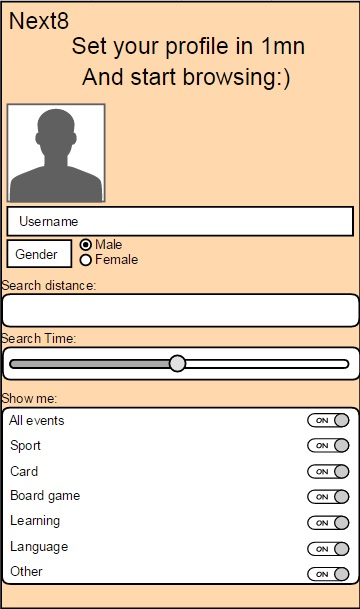 Next8
Set your profile in 1mn
And start browsing:)
Username
Gender
Male
Female
Search distance:
Search Time:
Show me:
All events ON
Sport ON
Card ON
Board game ON
Learning ON
Language ON
Other ON